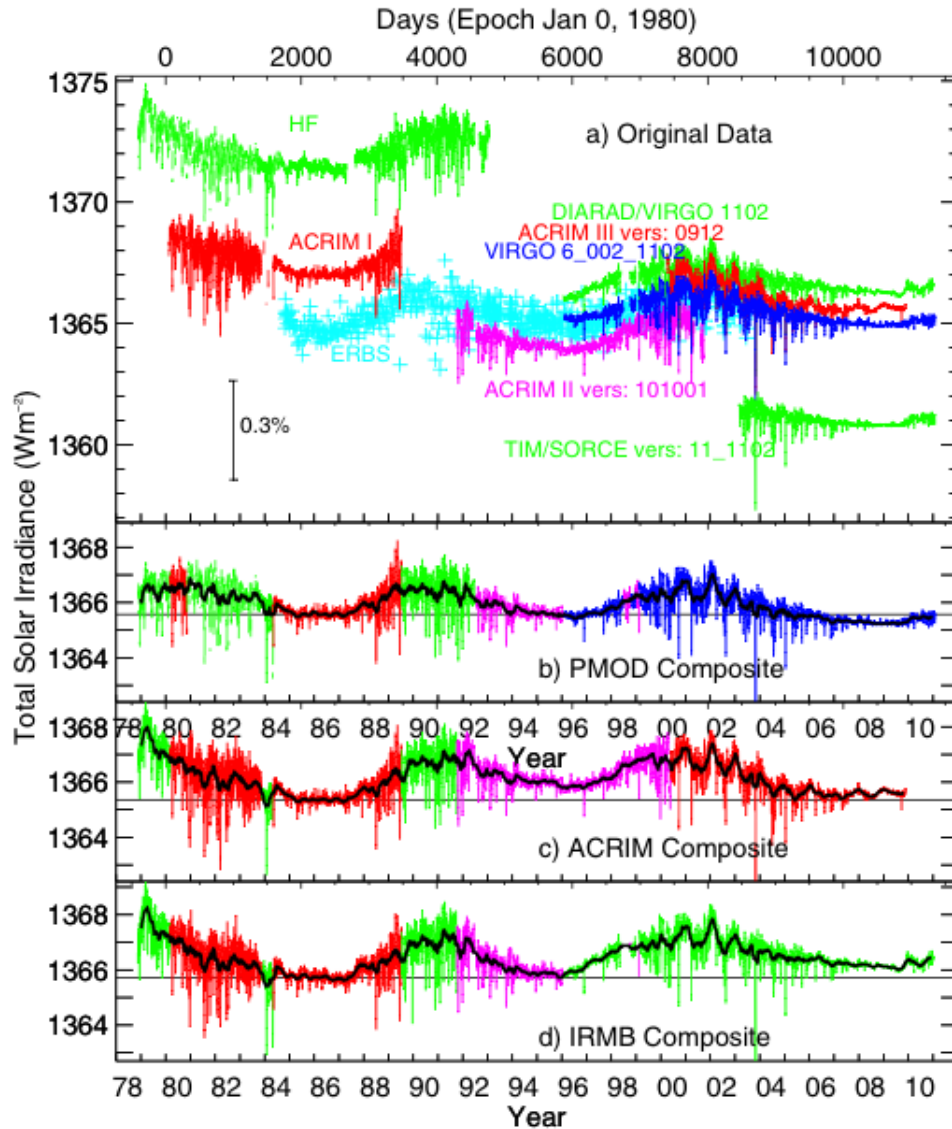 Days (Epoch Jan 0, 1980)
0 2000 4000 6000 8000 10000
Total Solar Irradiance (Wm⁻²)
1375
1370
1365
1360
HF
a) Original Data
DIARAD/VIRGO 1102
ACRIM III vers: 0912
ACRIM I
VIRGO 6_002_1102
ERBS
ACRIM II vers: 101001
0.3%
TIM/SORCE vers: 11_1102
1368
1366
1364
b) PMOD Composite
78 80 82 84 86 88 90 92 94 96 98 00 02 04 06 08 10
Year
1368
1366
1364
c) ACRIM Composite
1368
1366
1364
d) IRMB Composite
78 80 82 84 86 88 90 92 94 96 98 00 02 04 06 08 10
Year